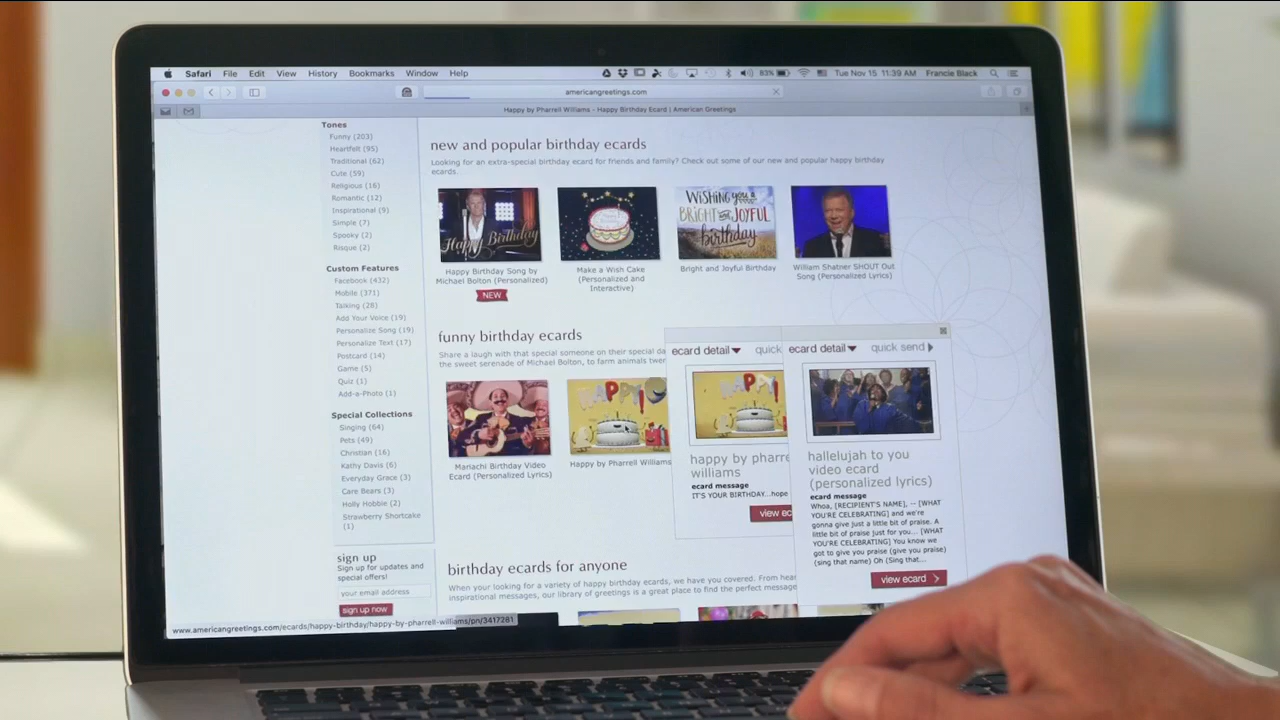 Safari File Edit View History Bookmarks Window Help 83% Tue Nov 15 11:39 AM Francie Black
americangreetings.com
Happy by Pharrell Williams - Happy Birthday Ecard | American Greetings
Tones
Funny (203)
Heartfelt (95)
Traditional (62)
Cute (59)
Religious (16)
Romantic (12)
Inspirational (9)
Simple (7)
Spooky (2)
Risque (2)
Custom Features
Facebook (432)
Mobile (371)
Talking (28)
Add Your Voice (19)
Personalize Song (19)
Personalize Text (17)
Postcard (14)
Game (5)
Quiz (1)
Add-a-Photo (1)
Special Collections
Singing (64)
Pets (49)
Christian (16)
Kathy Davis (6)
Everyday Grace (3)
Care Bears (3)
Holly Hobbie (2)
Strawberry Shortcake
(1)
sign up
Sign up for updates and
special offers!
your email address
sign up now
new and popular birthday ecards
Looking for an extra-special birthday ecard for friends and family? Check out some of our new and popular happy birthday
ecards.
Happy Birthday
WiSHiNG you a
BRIGHT and JOYFUL
birthday
Happy Birthday Song by
Michael Bolton (Personalized)
NEW
Make a Wish Cake
(Personalized and
Interactive)
Bright and Joyful Birthday
William Shatner SHOUT Out
Song (Personalized Lyrics)
funny birthday ecards
Share a laugh with that special someone on their special da
the sweet serenade of Michael Bolton, to farm animals twer
HAPPY!
Mariachi Birthday Video
Ecard (Personalized Lyrics)
Happy by Pharrell Williams
ecard detail quick
HAPPY!
happy by pharre
williams
ecard message
IT'S YOUR BIRTHDAY...hope
view ec
ecard detail quick send
hallelujah to you
video ecard
(personalized lyrics)
ecard message
Whoa, [RECIPIENT'S NAME], -- [WHAT
YOU'RE CELEBRATING] and we're
gonna give just a little bit of praise. A
little bit of praise just for you... [WHAT
YOU'RE CELEBRATING] You know we
got to give you praise (give you praise)
(sing that name) Oh (Sing that...
view ecard
birthday ecards for anyone
When your looking for a variety of happy birthday ecards, we have you covered. From hear
inspirational messages, our library of greetings is a great place to find the perfect message
www.americangreetings.com/ecards/happy-birthday/happy-by-pharrell-williams/pn/3417281